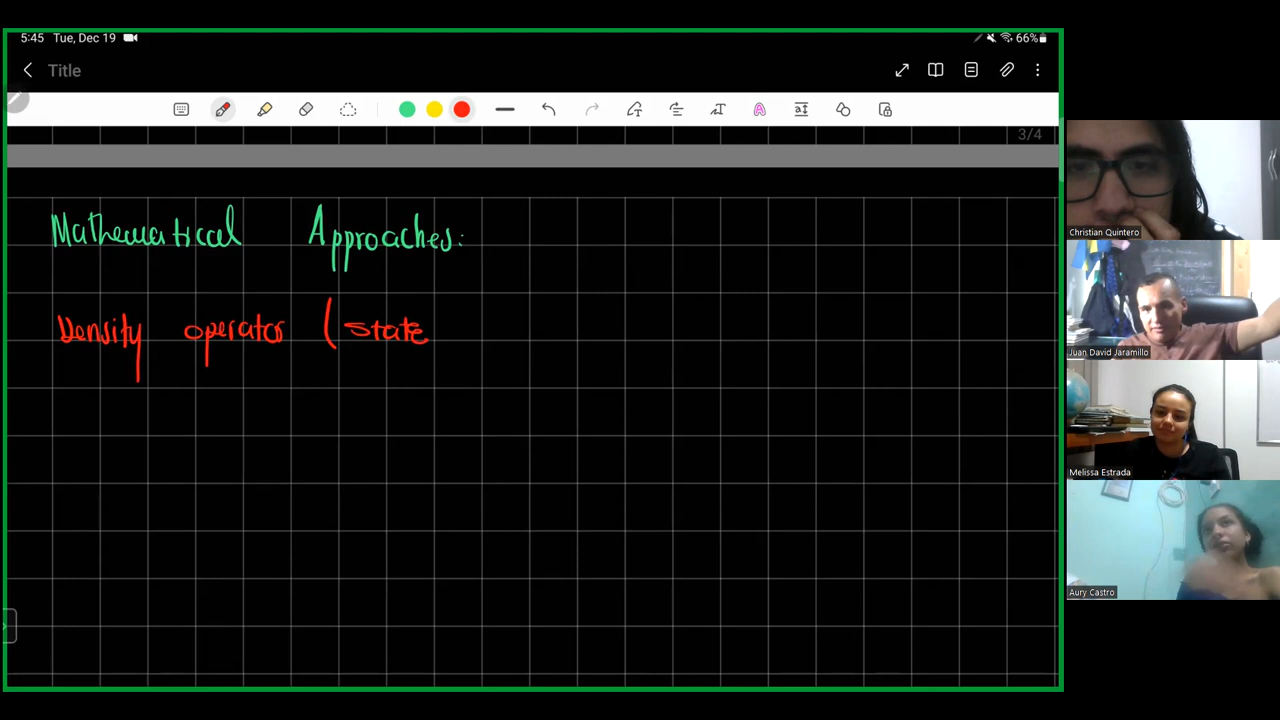 5:45 Tue, Dec 19
66%
Title
3/4
Mathematical Approaches:
Density operator (state
Christian Quintero
Juan David Jaramillo
Melissa Estrada
Aury Castro